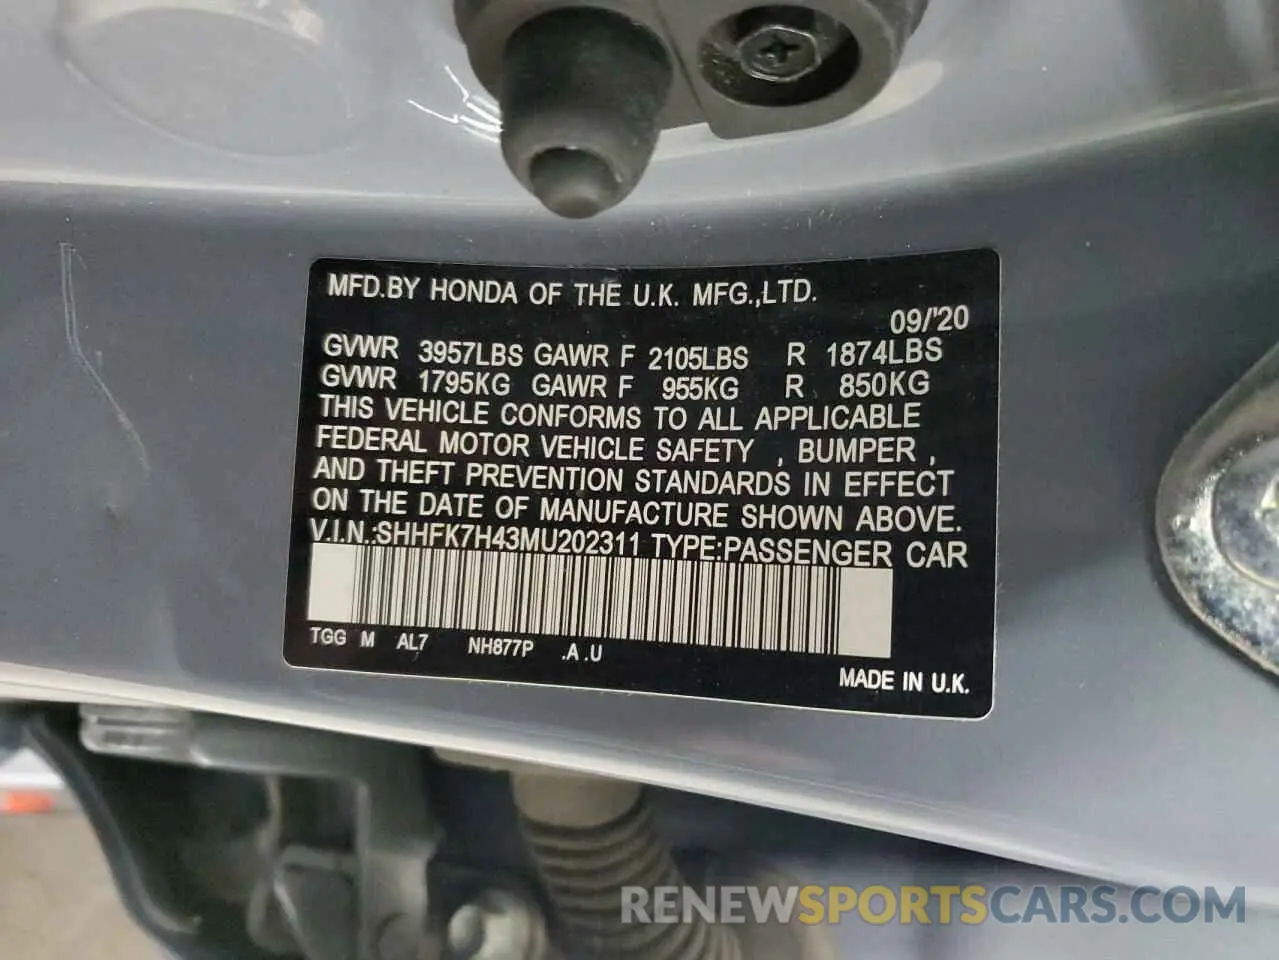 MFD.BY HONDA OF THE U.K. MFG.,LTD.
09/'20
GVWR 3957LBS GAWR F 2105LBS R 1874LBS
GVWR 1795KG GAWR F 955KG R 850KG
THIS VEHICLE CONFORMS TO ALL APPLICABLE
FEDERAL MOTOR VEHICLE SAFETY , BUMPER ,
AND THEFT PREVENTION STANDARDS IN EFFECT
ON THE DATE OF MANUFACTURE SHOWN ABOVE.
V.I.N.:SHHFK7H43MU202311 TYPE:PASSENGER CAR
TGG M AL7 NH877P .A .U
MADE IN U.K.
RENEWSPORTSCARS.COM